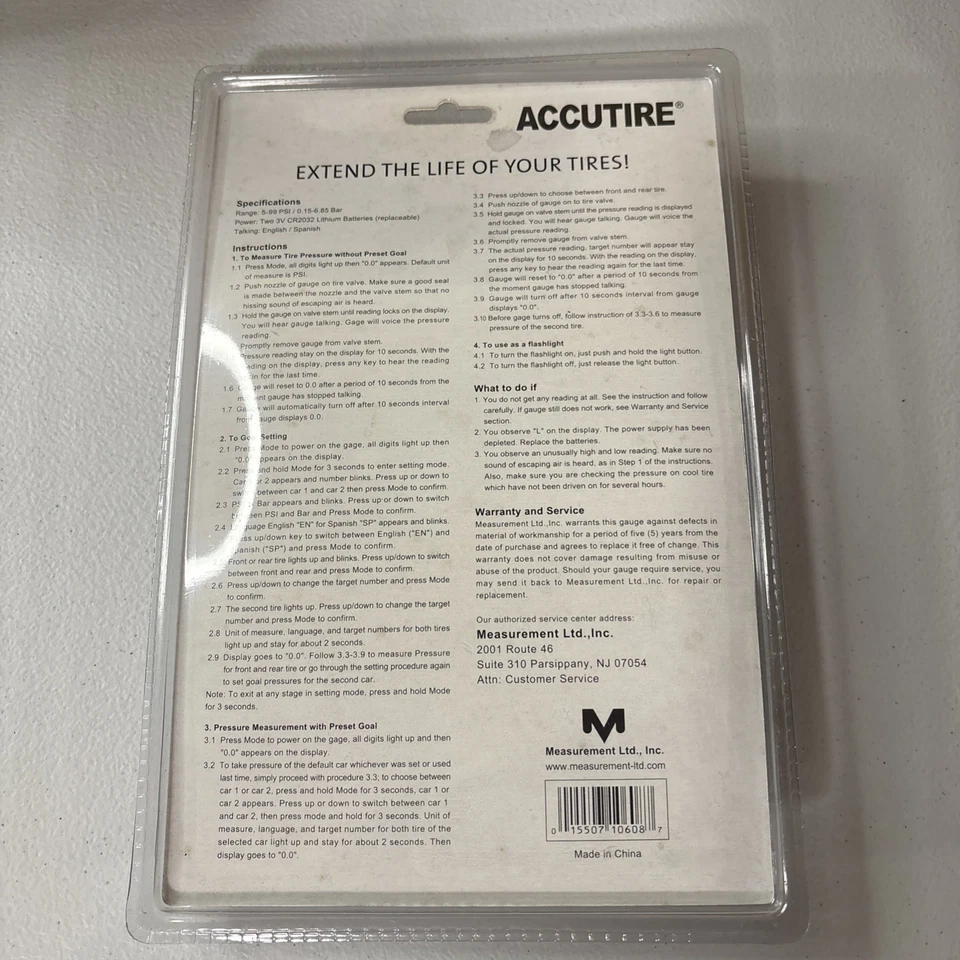 ACCUTIRE®
EXTEND THE LIFE OF YOUR TIRES!
Specifications
Range: 5-99 PSI / 0.15-6.85 Bar
Power: Two 3V CR2032 Lithium Batteries (replaceable)
Talking: English / Spanish
Instructions
1. To Measure Tire Pressure without Preset Goal
1.1 Press Mode, all digits light up then "0.0" appears. Default unit
of measure is PSI.
1.2 Push nozzle of gauge on tire valve. Make sure a good seal
is made between the nozzle and the valve stem so that no
hissing sound of escaping air is heard.
1.3 Hold the gauge on valve stem until reading locks on the display.
You will hear gauge talking. Gage will voice the pressure
reading.
Promptly remove gauge from valve stem.
Pressure reading stay on the display for 10 seconds. With the
reading on the display, press any key to hear the reading
again for the last time.
1.6 Gauge will reset to 0.0 after a period of 10 seconds from the
moment gauge has stopped talking.
1.7 Gauge will automatically turn off after 10 seconds interval
from gauge displays 0.0.
2. To Goal Setting
2.1 Press Mode to power on the gage, all digits light up then
"0.0" appears on the display.
2.2 Press and hold Mode for 3 seconds to enter setting mode.
Car 1 or 2 appears and number blinks. Press up or down to
switch between car 1 and car 2 then press Mode to confirm.
2.3 PSI or Bar appears and blinks. Press up or down to switch
between PSI and Bar and Press Mode to confirm.
2.4 Language English "EN" for Spanish "SP" appears and blinks.
Press up/down key to switch between English ("EN") and
Spanish ("SP") and press Mode to confirm.
Front or rear tire lights up and blinks. Press up/down to switch
between front and rear and press Mode to confirm.
2.6 Press up/down to change the target number and press Mode
to confirm.
2.7 The second tire lights up. Press up/down to change the target
number and press Mode to confirm.
2.8 Unit of measure, language, and target numbers for both tires
light up and stay for about 2 seconds.
2.9 Display goes to "0.0". Follow 3.3-3.9 to measure Pressure
for front and rear tire or go through the setting procedure again
to set goal pressures for the second car.
Note: To exit at any stage in setting mode, press and hold Mode
for 3 seconds.
3. Pressure Measurement with Preset Goal
3.1 Press Mode to power on the gage, all digits light up and then
"0.0" appears on the display.
3.2 To take pressure of the default car whichever was set or used
last time, simply proceed with procedure 3.3; to choose between
car 1 or car 2, press and hold Mode for 3 seconds, car 1 or
car 2 appears. Press up or down to switch between car 1
and car 2, then press mode and hold for 3 seconds. Unit of
measure, language, and target number for both tire of the
selected car light up and stay for about 2 seconds. Then
display goes to "0.0".
3.3 Press up/down to choose between front and rear tire.
3.4 Push nozzle of gauge on to tire valve.
3.5 Hold gauge on valve stem until the pressure reading is displayed
and locked. You will hear gauge talking. Gauge will voice the
actual pressure reading.
3.6 Promptly remove gauge from valve stem.
3.7 The actual pressure reading, target number will appear stay
on the display for 10 seconds. With the reading on the display,
press any key to hear the reading again for the last time.
3.8 Gauge will reset to "0.0" after a period of 10 seconds from
the moment gauge has stopped talking.
3.9 Gauge will turn off after 10 seconds interval from gauge
displays "0.0".
3.10 Before gage turns off, follow instruction of 3.3-3.6 to measure
pressure of the second tire.
4. To use as a flashlight
4.1 To turn the flashlight on, just push and hold the light button.
4.2 To turn the flashlight off, just release the light button.
What to do if
1. You do not get any reading at all. See the instruction and follow
carefully. If gauge still does not work, see Warranty and Service
section.
2. You observe "L" on the display. The power supply has been
depleted. Replace the batteries.
3. You observe an unusually high and low reading. Make sure no
sound of escaping air is heard, as in Step 1 of the instructions.
Also, make sure you are checking the pressure on cool tire
which have not been driven on for several hours.
Warranty and Service
Measurement Ltd.,Inc. warrants this gauge against defects in
material of workmanship for a period of five (5) years from the
date of purchase and agrees to replace it free of change. This
warranty does not cover damage resulting from misuse or
abuse of the product. Should your gauge require service, you
may send it back to Measurement Ltd.,Inc. for repair or
replacement.
Our authorized service center address:
Measurement Ltd.,Inc.
2001 Route 46
Suite 310 Parsippany, NJ 07054
Attn: Customer Service
Measurement Ltd., Inc.
www.measurement-ltd.com
0 15507 10608 7
Made in China